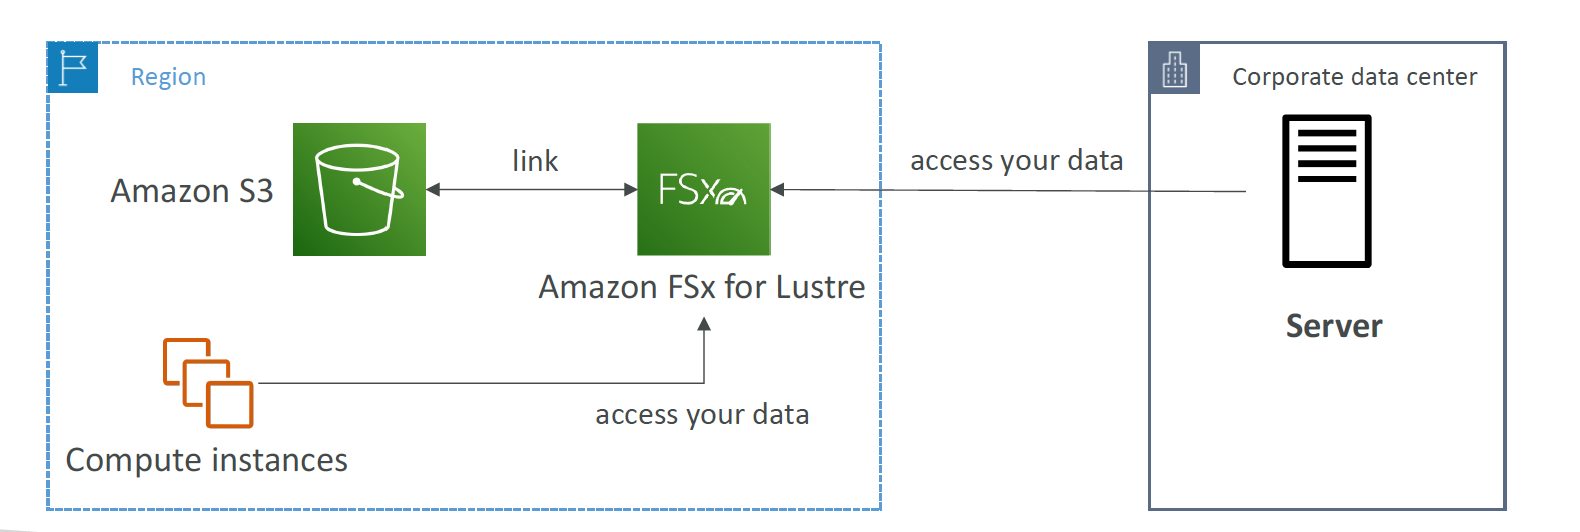 Region
Corporate data center
Amazon S3
link
FSx
access your data
Amazon FSx for Lustre
Server
access your data
Compute instances